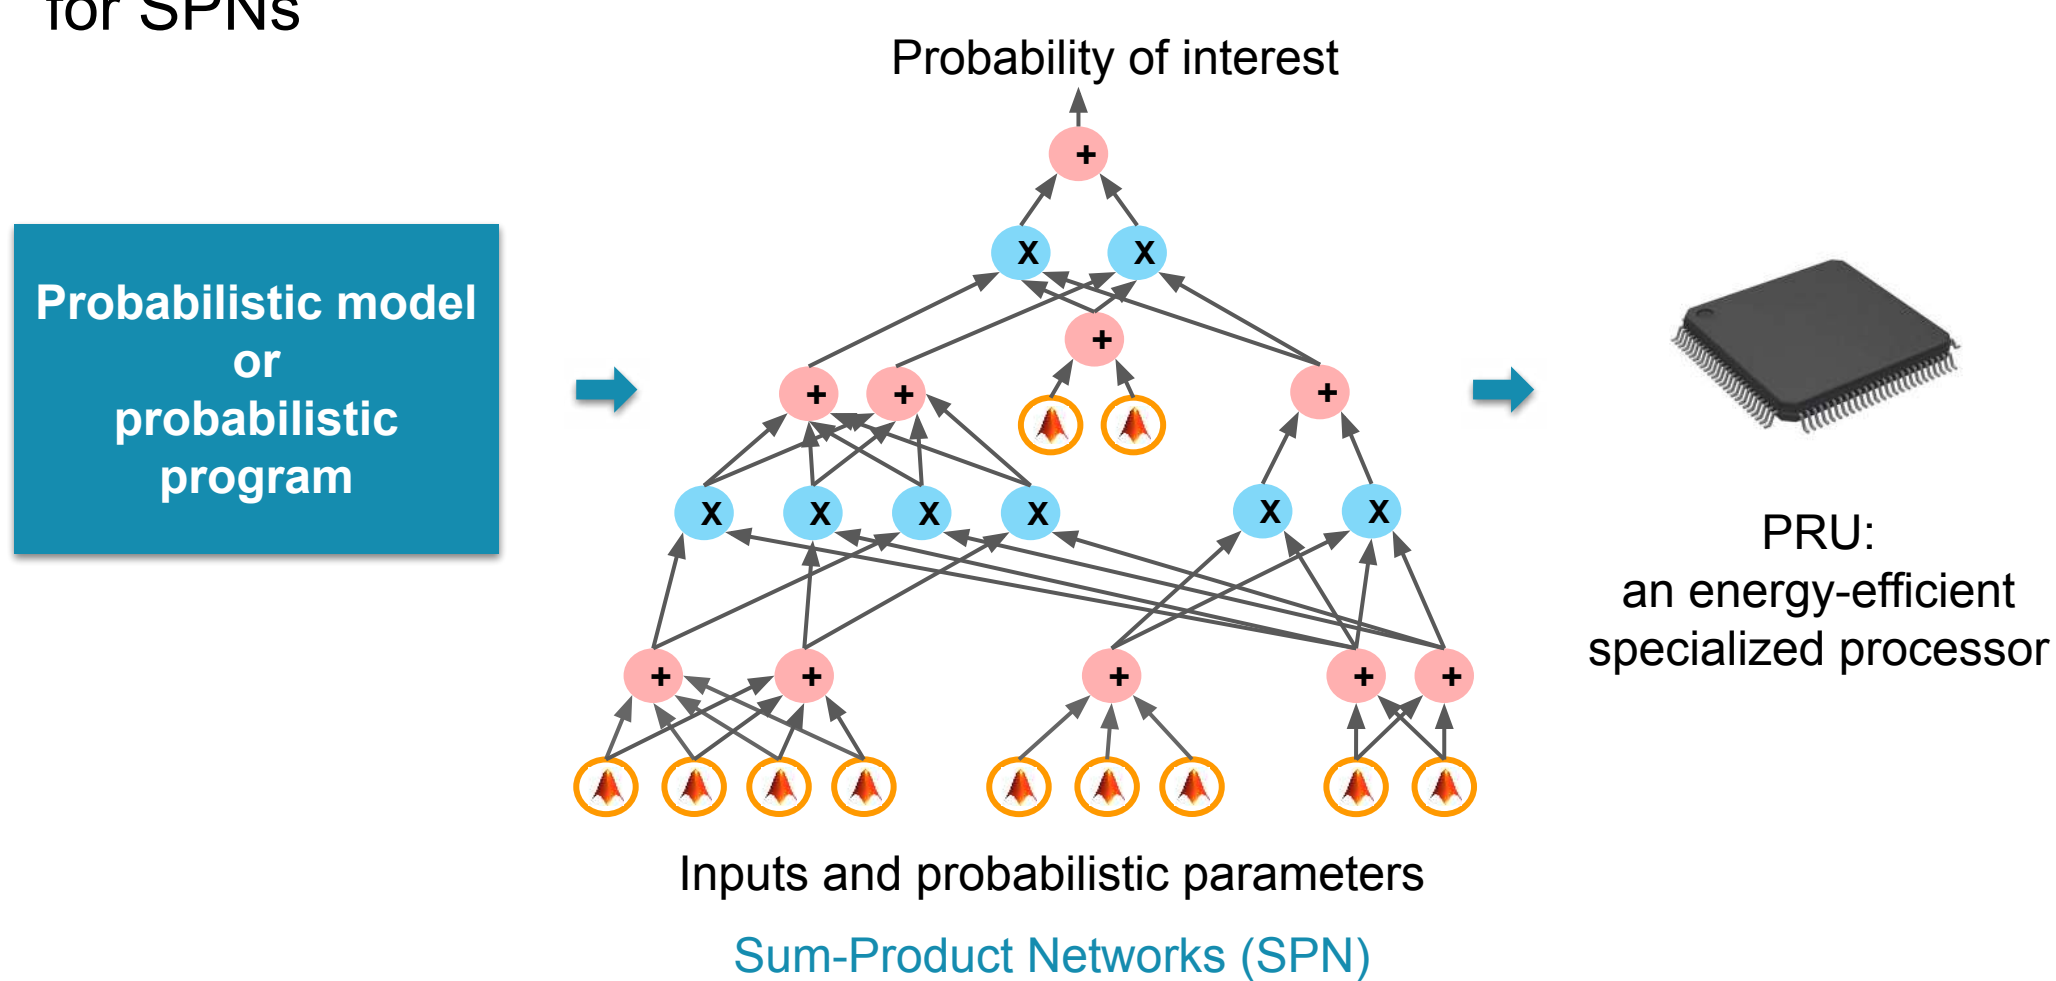 for SPNs
Probability of interest
+
X X
+
+ + +
X X X X X X
+ + + + +
Probabilistic model
or
probabilistic
program
PRU:
an energy-efficient
specialized processor
Inputs and probabilistic parameters
Sum-Product Networks (SPN)